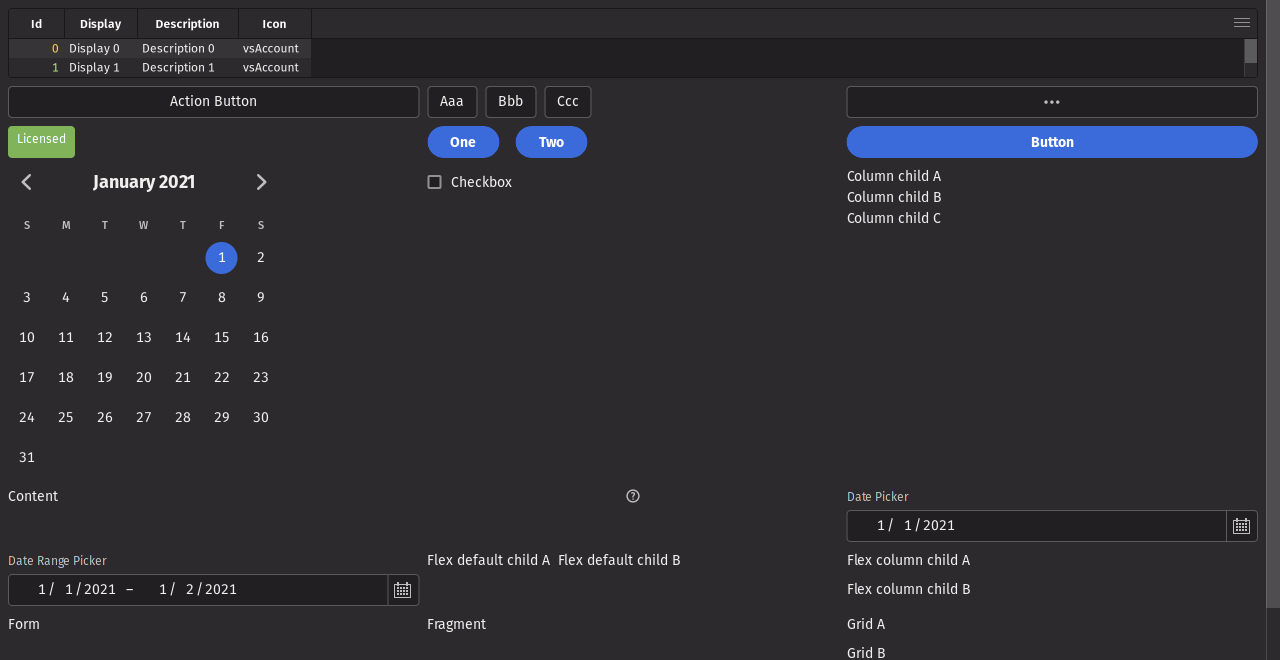 Id Display Description Icon
0 Display 0 Description 0 vsAccount
1 Display 1 Description 1 vsAccount
Action Button Aaa Bbb Ccc
Licensed One Two Button
January 2021 Checkbox Column child A
Column child B
Column child C
S M T W T F S
1 2
3 4 5 6 7 8 9
10 11 12 13 14 15 16
17 18 19 20 21 22 23
24 25 26 27 28 29 30
31
Content Date Picker
1 / 1 / 2021
Date Range Picker Flex default child A Flex default child B Flex column child A
1 / 1 / 2021 – 1 / 2 / 2021 Flex column child B
Form Fragment Grid A
Grid B